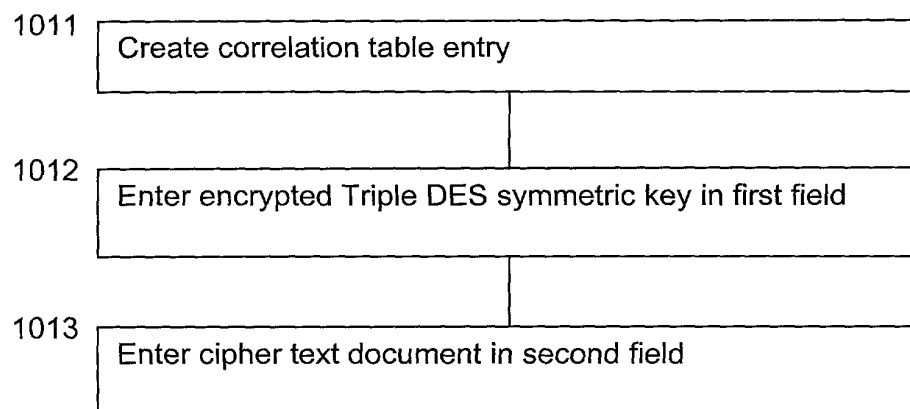 1011
Create correlation table entry
1012
Enter encrypted Triple DES symmetric key in first field
1013
Enter cipher text document in second field